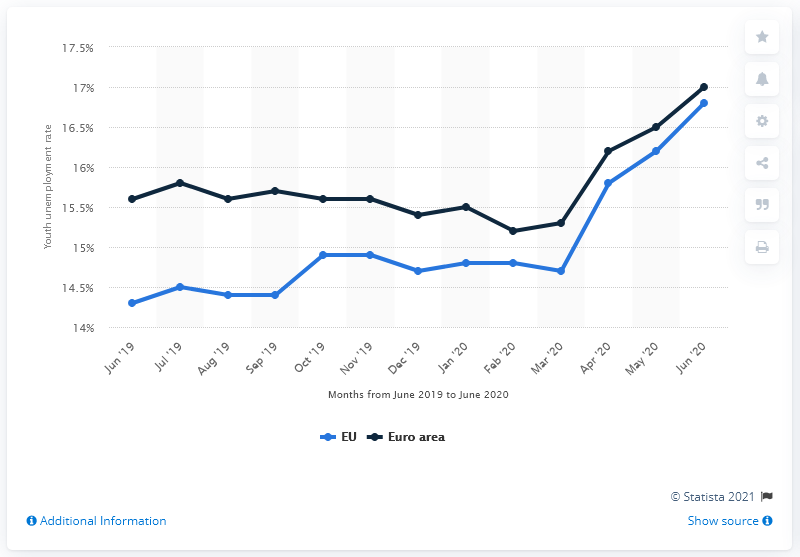 17.5%
17%
16.5%
16%
15.5%
15%
14.5%
14%
Youth unemployment rate
Jun '19
Jul '19
Aug '19
Sep '19
Oct '19
Nov '19
Dec '19
Jan '20
Feb '20
Mar '20
Apr '20
May '20
Jun '20
Months from June 2019 to June 2020
EU
Euro area
© Statista 2021
Additional Information
Show source